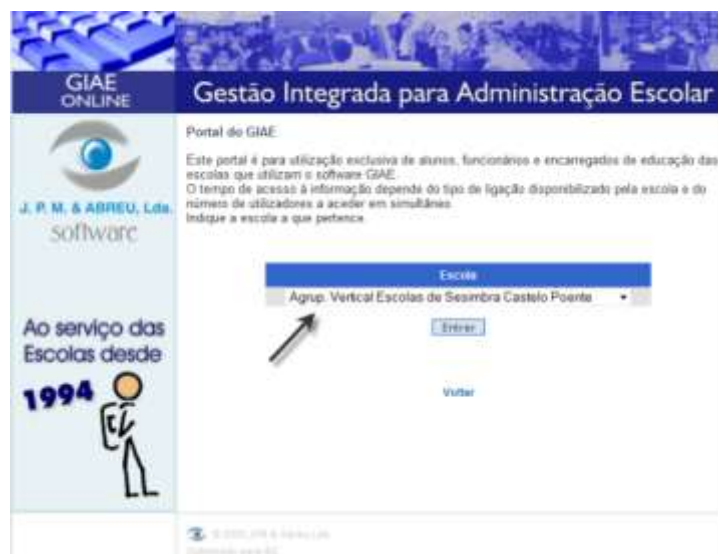 GIAE
ONLINE
Gestão Integrada para Administração Escolar
J. P. M. & ABREU, Lda.
software
Ao serviço das
Escolas desde
1994
Portal do GIAE
Este portal é para utilização exclusiva de alunos, funcionários e encarregados de educação das
escolas que utilizam o software GIAE.
O tempo de acesso à informação depende do tipo de ligação disponibilizado pela escola e do
número de utilizadores a aceder em simultâneo.
Indique a escola a que pertence.
Escola
Agrup. Vertical Escolas de Sesimbra Castelo Poente
Entrar
Voltar